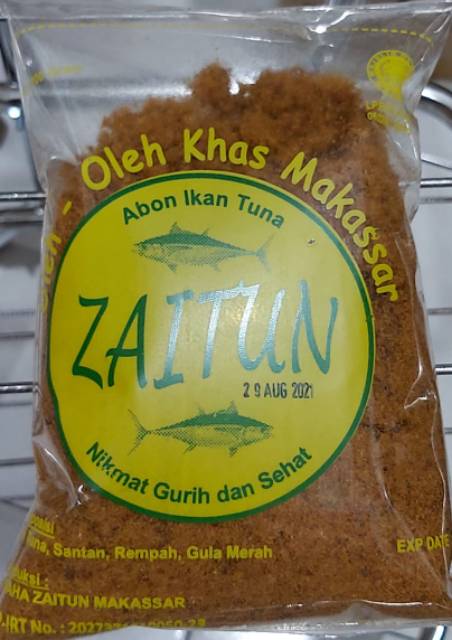 Oleh Khas Makassar
Abon Ikan Tuna
ZAITUN
29 AUG 2021
Nikmat Gurih dan Sehat
Santan, Rempah, Gula Merah
EXP DATE
ZAITUN MAKASSAR
No. :